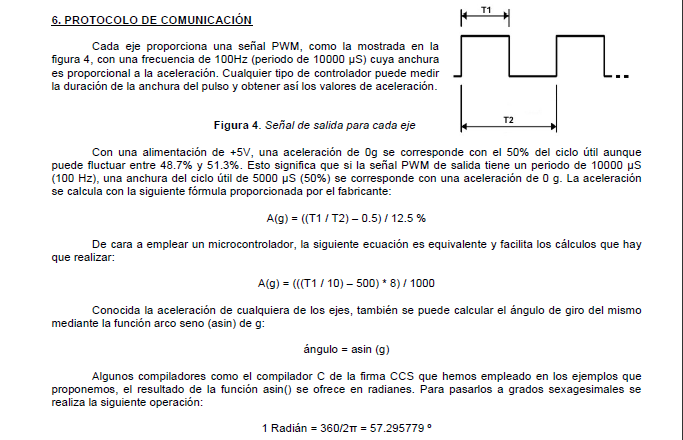 6. PROTOCOLO DE COMUNICACIÓN
T1
Cada eje proporciona una señal PWM, como la mostrada en la
figura 4, con una frecuencia de 100Hz (periodo de 10000 µS) cuya anchura
es proporcional a la aceleración. Cualquier tipo de controlador puede medir
la duración de la anchura del pulso y obtener así los valores de aceleración.
T2
Figura 4. Señal de salida para cada eje
Con una alimentación de +5V, una aceleración de 0g se corresponde con el 50% del ciclo útil aunque
puede fluctuar entre 48.7% y 51.3%. Esto significa que si la señal PWM de salida tiene un periodo de 10000 µS
(100 Hz), una anchura del ciclo útil de 5000 µS (50%) se corresponde con una aceleración de 0 g. La aceleración
se calcula con la siguiente fórmula proporcionada por el fabricante:
A(g) = ((T1 / T2) – 0.5) / 12.5 %
De cara a emplear un microcontrolador, la siguiente ecuación es equivalente y facilita los cálculos que hay
que realizar:
A(g) = (((T1 / 10) – 500) * 8) / 1000
Conocida la aceleración de cualquiera de los ejes, también se puede calcular el ángulo de giro del mismo
mediante la función arco seno (asin) de g:
ángulo = asin (g)
Algunos compiladores como el compilador C de la firma CCS que hemos empleado en los ejemplos que
proponemos, el resultado de la función asin() se ofrece en radianes. Para pasarlos a grados sexagesimales se
realiza la siguiente operación:
1 Radián = 360/2π = 57.295779 º